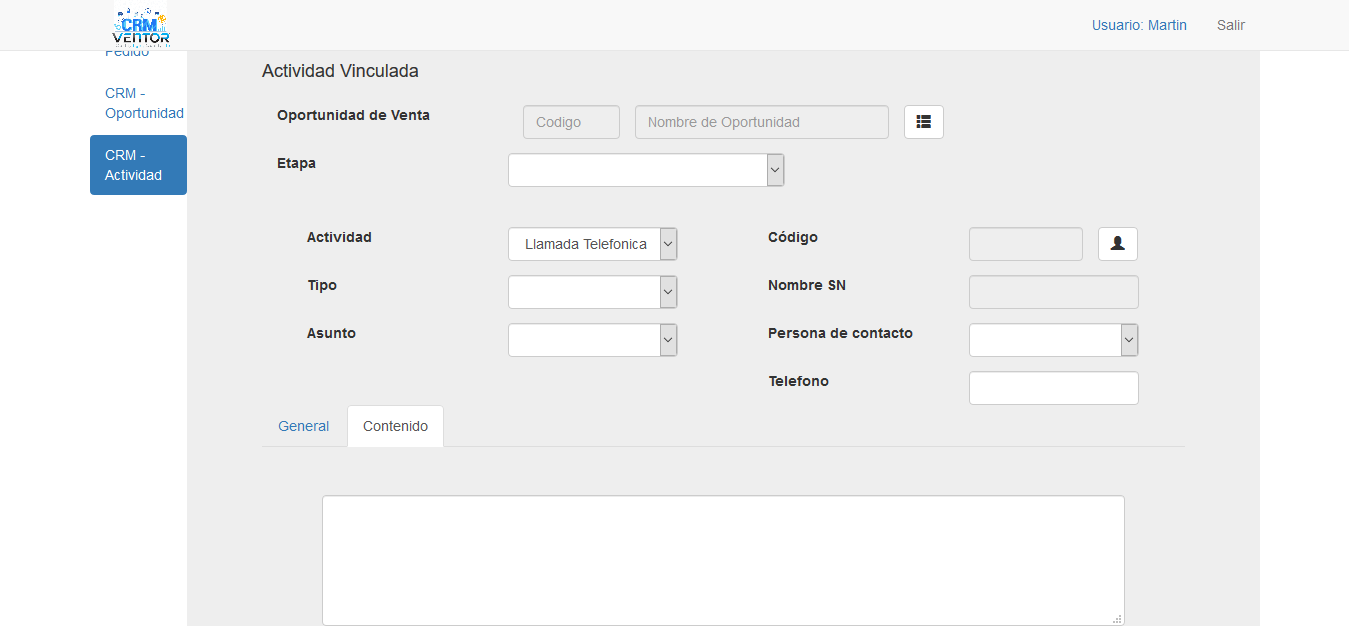 CRM
VENTOR
Usuario: Martin
Salir
Pedido
CRM -
Oportunidad
CRM -
Actividad
Actividad Vinculada
Oportunidad de Venta
Codigo
Nombre de Oportunidad
Etapa
Actividad
Llamada Telefonica
Código
Tipo
Nombre SN
Asunto
Persona de contacto
Telefono
General
Contenido